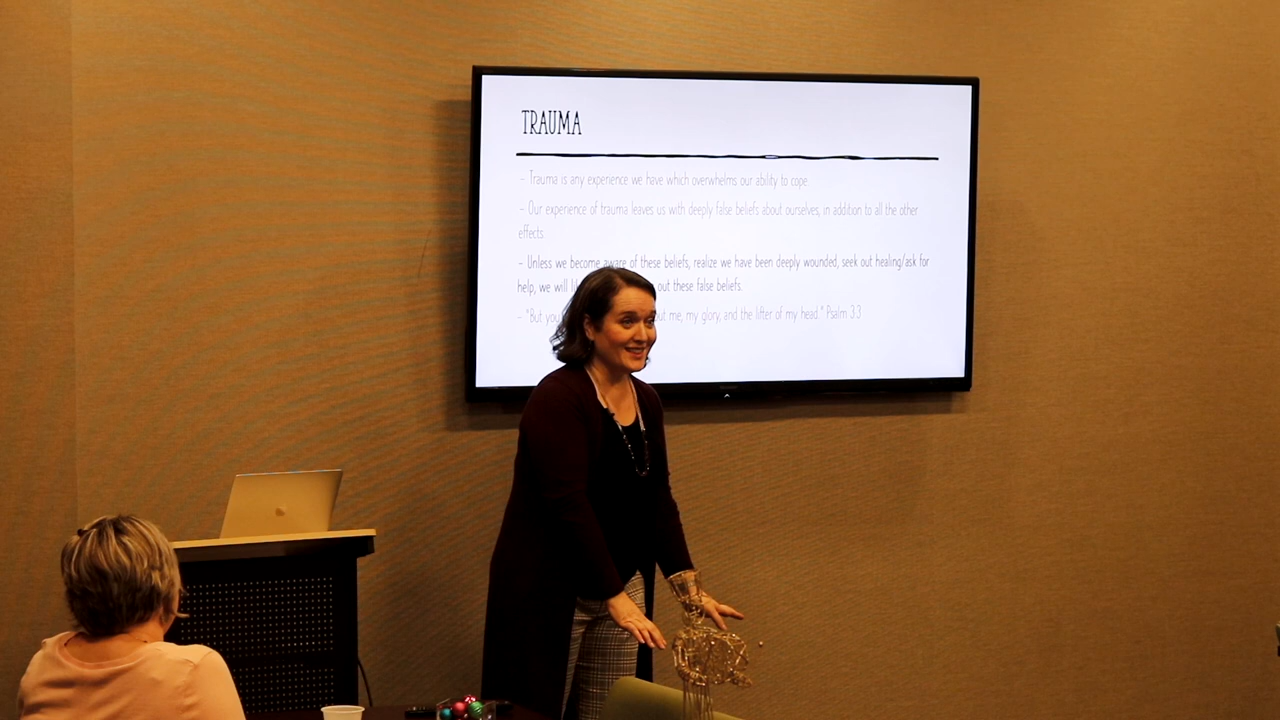 TRAUMA
- Trauma is any experience we have which overwhelms our ability to cope.
- Our experience of trauma leaves us with deeply false beliefs about ourselves, in addition to all the other
effects.
- Unless we become aware of these beliefs, realize we have been deeply wounded, seek out healing/ask for
help, we will out these false beliefs.
- "But you me, my glory, and the lifter of my head." Psalm 3:3